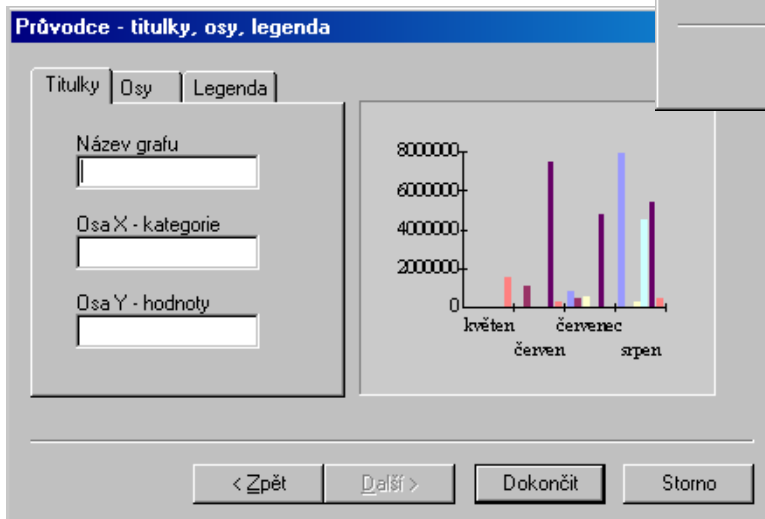 Průvodce - titulky, osy, legenda
Titulky Osy Legenda
Název grafu
Osa X - kategorie
Osa Y - hodnoty
8000000
6000000
4000000
2000000
0
květen červenec
červen srpen
< Zpět Další > Dokončit Storno